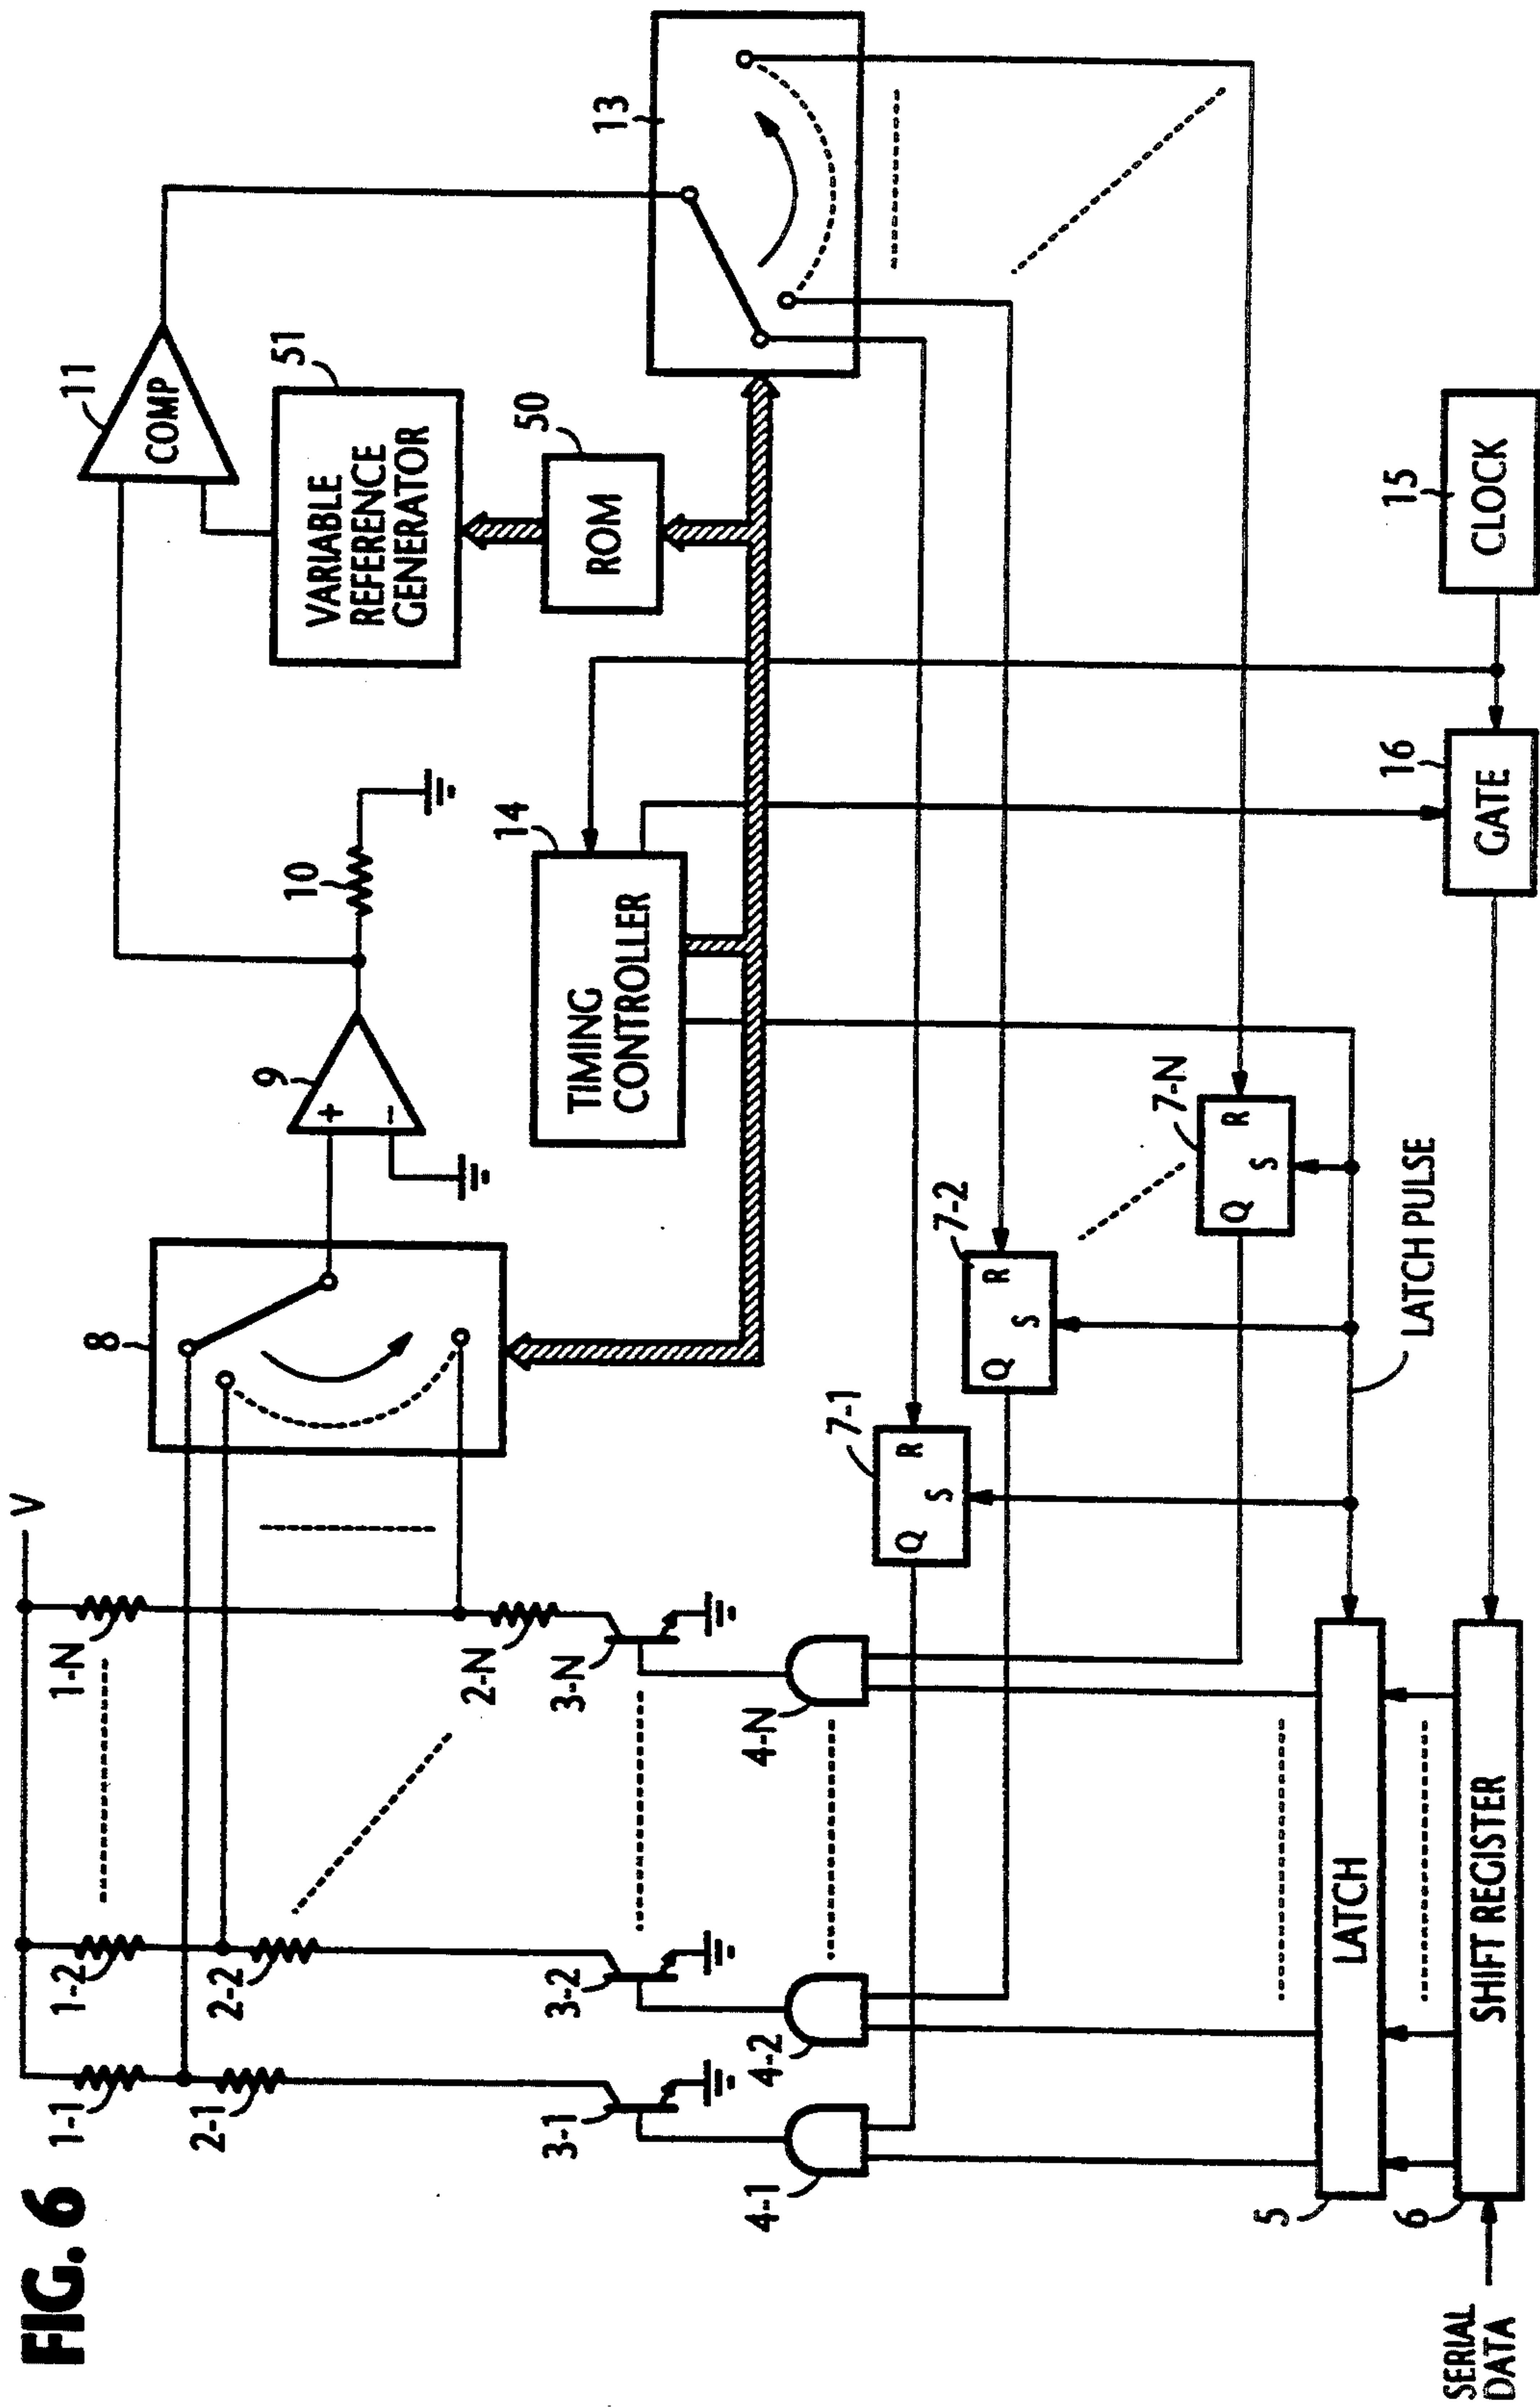 FIG. 6
V
1-1
1-2
1-N
2-1
2-2
2-N
3-1
3-2
3-N
4-1
4-2
4-N
8
9
+
−
10
11
COMP
51
VARIABLE
REFERENCE
GENERATOR
50
ROM
13
14
TIMING
CONTROLLER
7-1
Q
S
R
7-2
Q
S
R
7-N
Q
S
R
LATCH PULSE
5
LATCH
6
SHIFT REGISTER
SERIAL
DATA
16
GATE
15
CLOCK